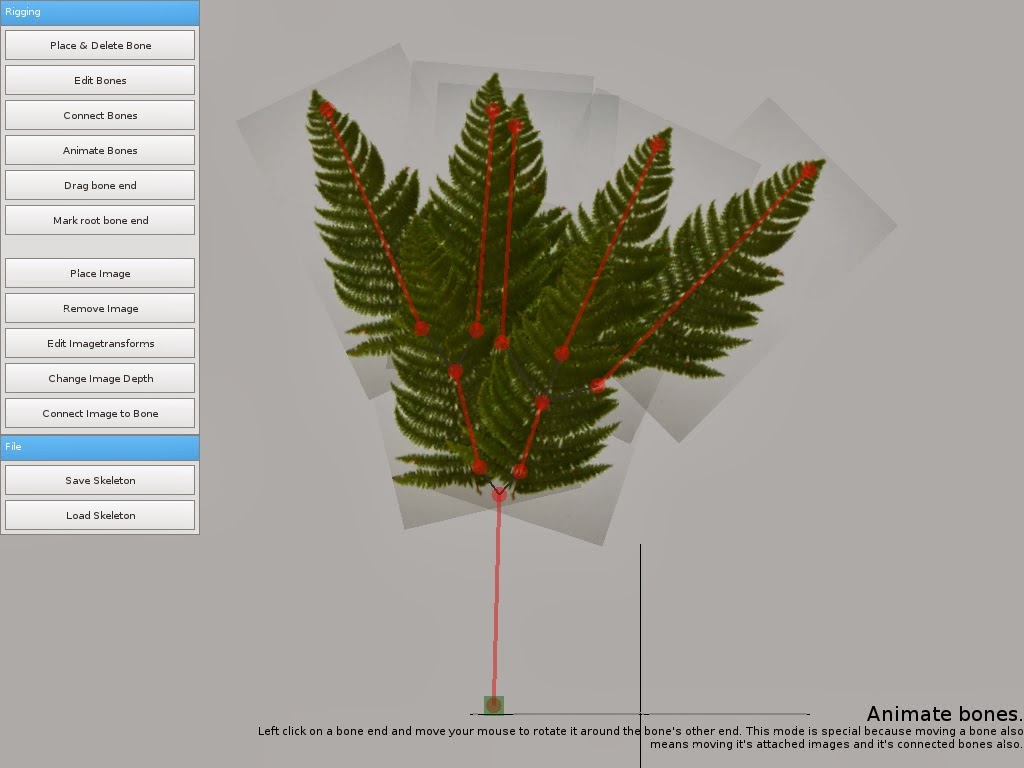 Rigging
Place & Delete Bone
Edit Bones
Connect Bones
Animate Bones
Drag bone end
Mark root bone end
Place Image
Remove Image
Edit Imagetransforms
Change Image Depth
Connect Image to Bone
File
Save Skeleton
Load Skeleton
Animate bones.
Left click on a bone end and move your mouse to rotate it around the bone's other end. This mode is special because moving a bone also
means moving it's attached images and it's connected bones also.